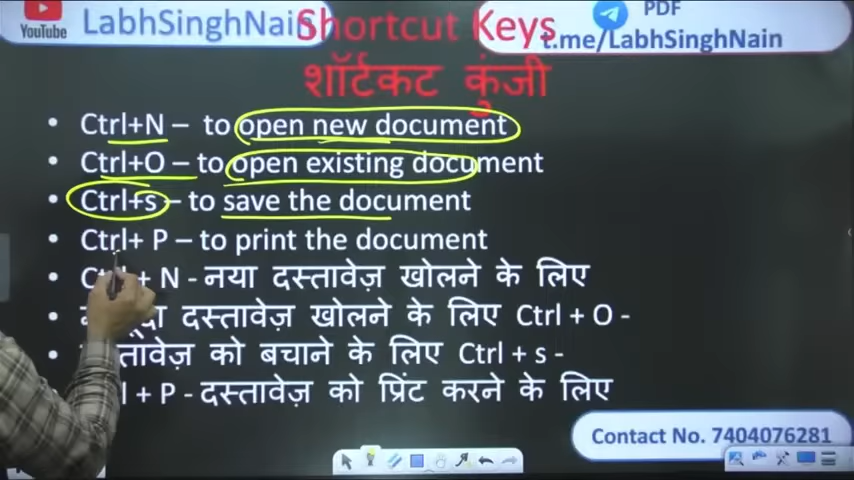 LabhSinghNain
Shortcut Keys
PDF
YouTube
t.me/LabhSinghNain
शॉर्टकट कुंजी
• Ctrl+N – to open new document
• Ctrl+O – to open existing document
• Ctrl+s – to save the document
• Ctrl+ P – to print the document
• + N - नया दस्तावेज़ खोलने के लिए
• दस्तावेज़ खोलने के लिए Ctrl + O -
• को बचाने के लिए Ctrl + s -
+ P - दस्तावेज़ को प्रिंट करने के लिए
Contact No. 7404076281